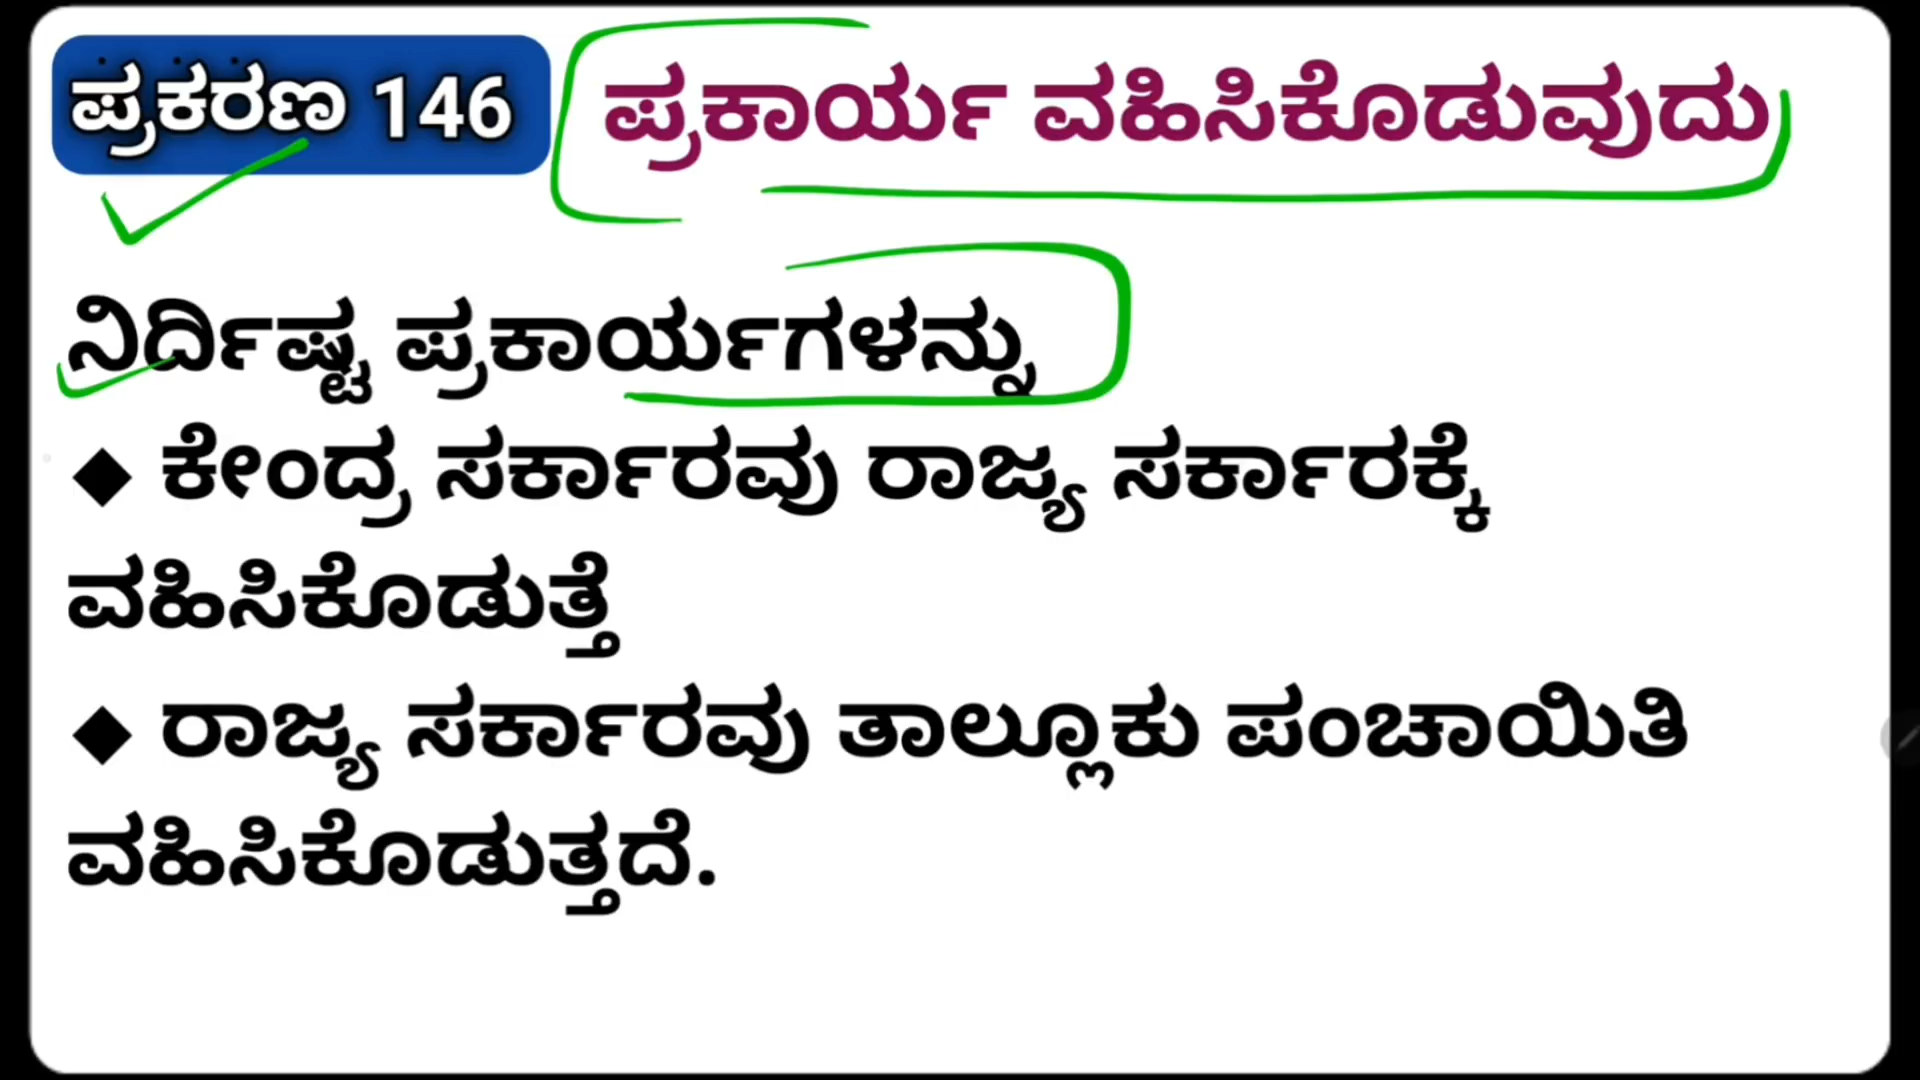 ಪ್ರಕರಣ 146 ಪ್ರಕಾರ್ಯ ವಹಿಸಿಕೊಡುವುದು
ನಿರ್ದಿಷ್ಟ ಪ್ರಕಾರ್ಯಗಳನ್ನು
◆ ಕೇಂದ್ರ ಸರ್ಕಾರವು ರಾಜ್ಯ ಸರ್ಕಾರಕ್ಕೆ
ವಹಿಸಿಕೊಡುತ್ತೆ
◆ ರಾಜ್ಯ ಸರ್ಕಾರವು ತಾಲ್ಲೂಕು ಪಂಚಾಯಿತಿ
ವಹಿಸಿಕೊಡುತ್ತದೆ.